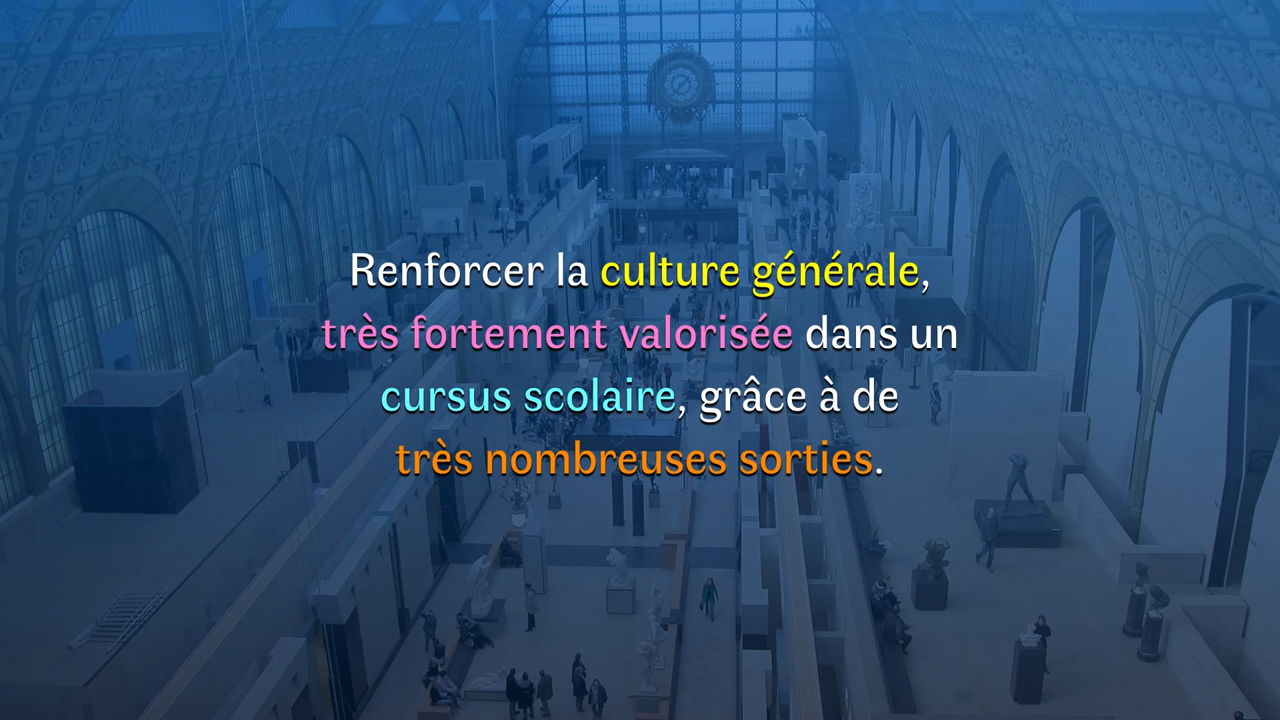 Renforcer la culture générale,
très fortement valorisée dans un
cursus scolaire, grâce à de
très nombreuses sorties.